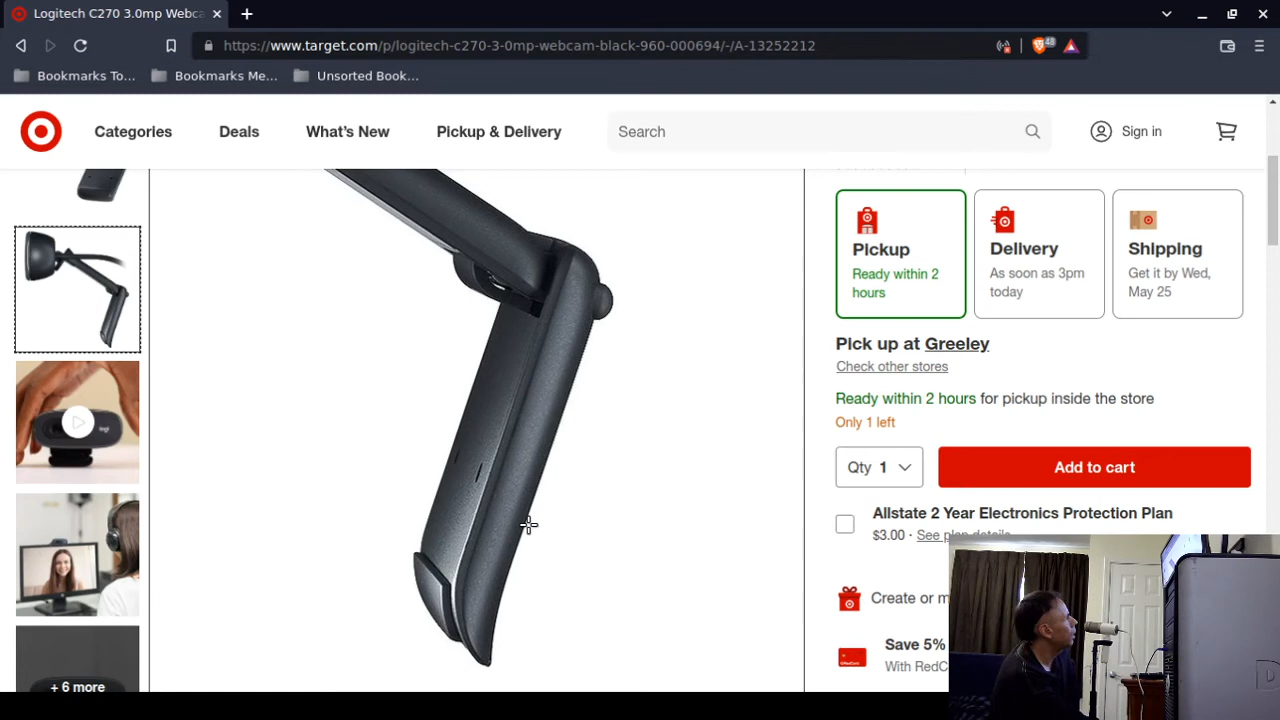 Logitech C270 3.0mp Webca
https://www.target.com/p/logitech-c270-3-0mp-webcam-black-960-000694/-/A-13252212
48
Bookmarks To...
Bookmarks Me...
Unsorted Book...
Categories
Deals
What's New
Pickup & Delivery
Search
Sign in
Pickup
Ready within 2
hours
Delivery
As soon as 3pm
today
Shipping
Get it by Wed,
May 25
Pick up at Greeley
Check other stores
Ready within 2 hours for pickup inside the store
Only 1 left
Qty 1
Add to cart
Allstate 2 Year Electronics Protection Plan
$3.00 · See plan details
Create or m
Save 5%
With RedC
+ 6 more